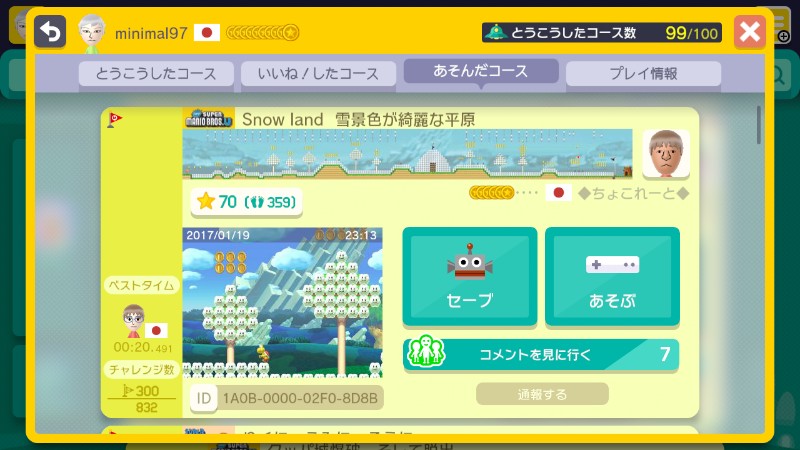 minimal97
とうこうしたコース数 99/100
とうこうしたコース
いいね!したコース
あそんだコース
プレイ情報
SUPER MARIO BROS. U
Snow land 雪景色が綺麗な平原
70 (359)
◆ちょこれーと◆
2017/01/19 23:13
ベストタイム
00:20.491
チャレンジ数
300
832
セーブ
あそぶ
コメントを見に行く 7
ID 1A0B-0000-02F0-8D8B
通報する